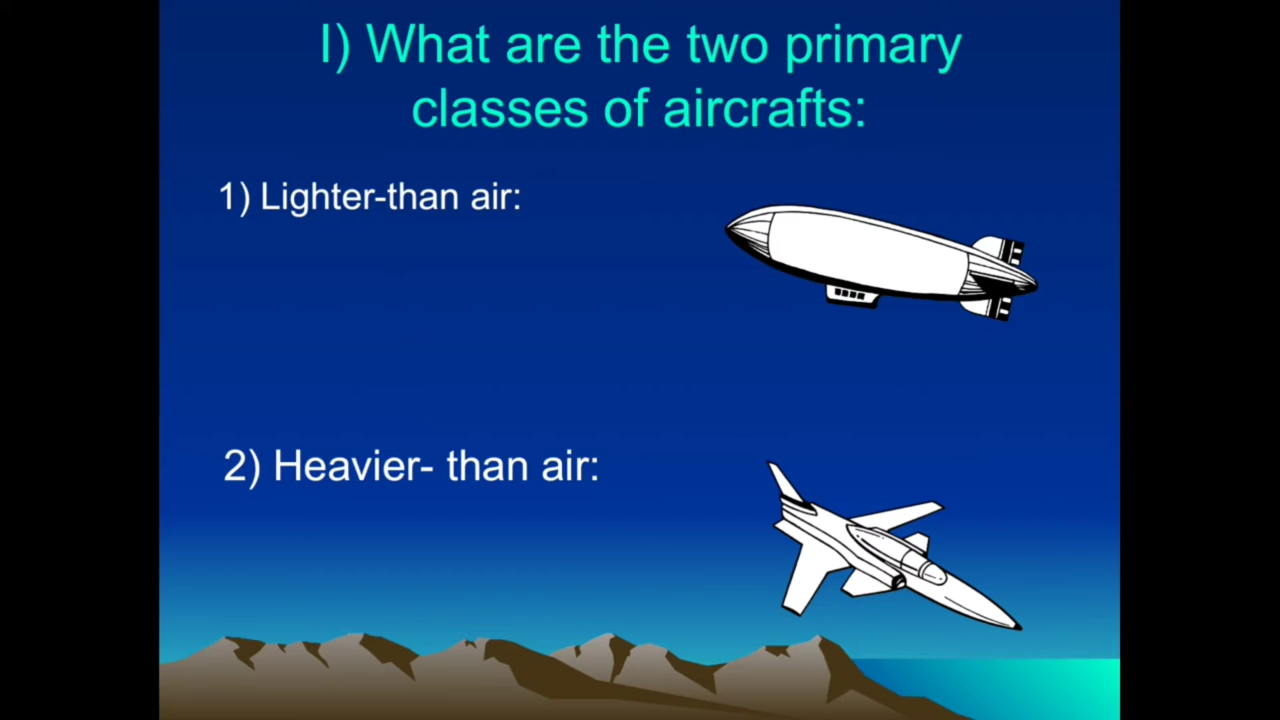 I) What are the two primary
classes of aircrafts:
1) Lighter-than air:
2) Heavier- than air: